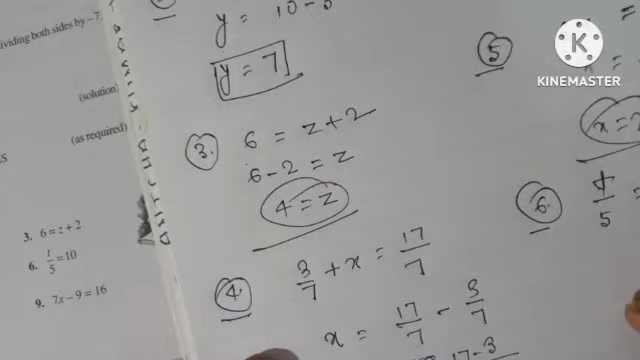 ividing both sides by –7
(solution)
(as required)
3. 6 = z + 2
6. t/5 = 10
9. 7x – 9 = 16
y = 10 - 3
y = 7
3. 6 = z + 2
6 - 2 = z
4 = z
4. 3/7 + x = 17/7
x = 17/7 - 3/7
17-3
5
x =
6.
5
KINEMASTER